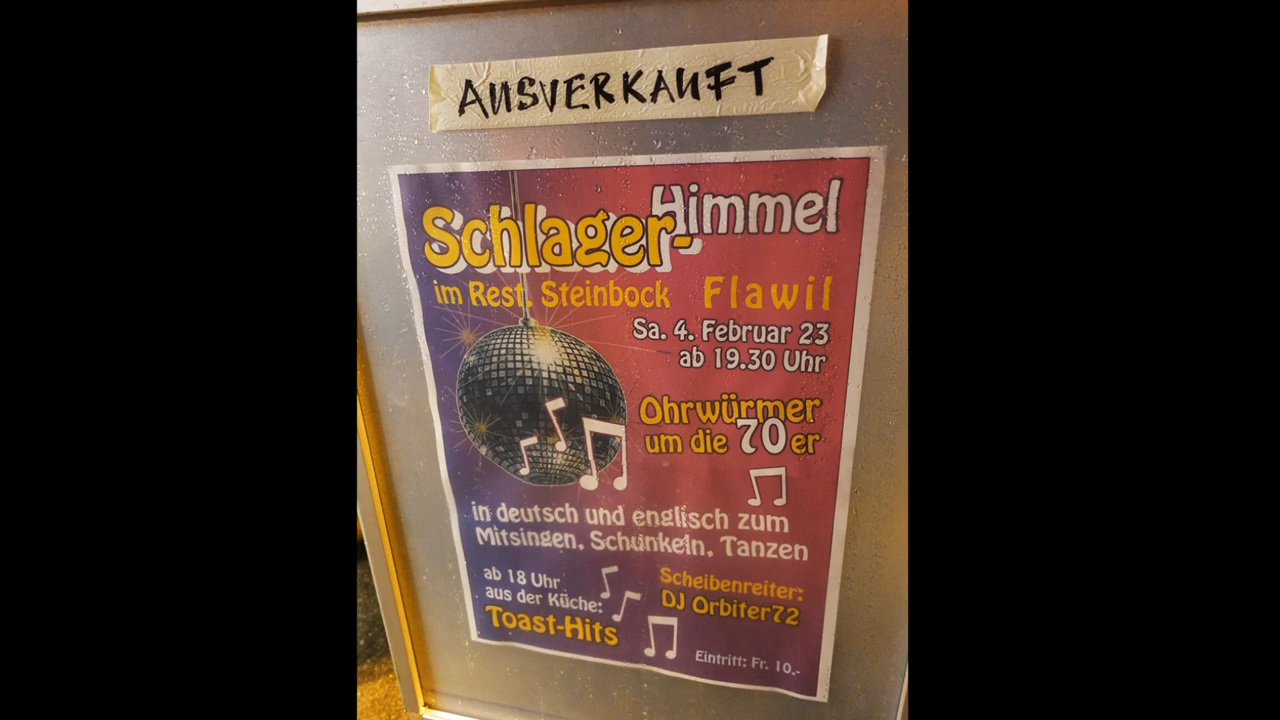 AUSVERKAUFT
Schlager-Himmel
im Rest. Steinbock Flawil
Sa. 4. Februar 23
ab 19.30 Uhr
Ohrwürmer
um die 70er
in deutsch und englisch zum
Mitsingen, Schunkeln, Tanzen
ab 18 Uhr
aus der Küche:
Toast-Hits
Scheibenreiter:
DJ Orbiter72
Eintritt: Fr. 10.-